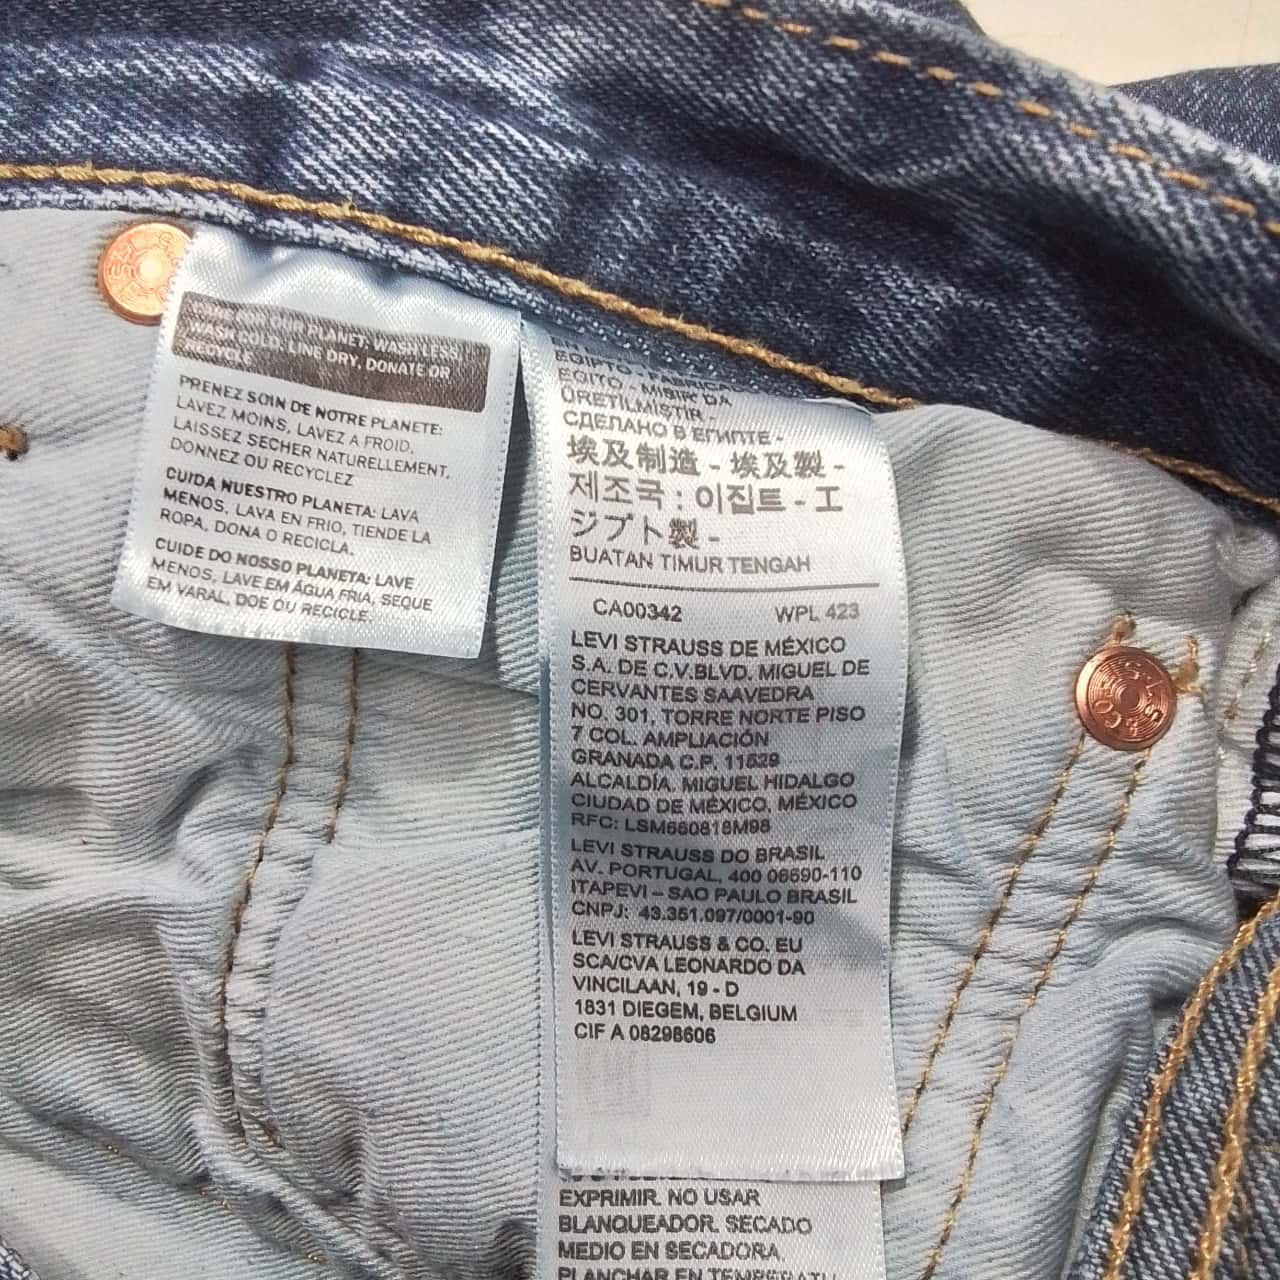 WASH LESS,
WASH COLD, LINE DRY, DONATE OR
RECYCLE
PRENEZ SOIN DE NOTRE PLANETE:
LAVEZ MOINS, LAVEZ A FROID,
LAISSEZ SECHER NATURELLEMENT,
DONNEZ OU RECYCLEZ
CUIDA NUESTRO PLANETA: LAVA
MENOS, LAVA EN FRIO, TIENDE LA
ROPA, DONA O RECICLA.
CUIDE DO NOSSO PLANETA: LAVE
MENOS, LAVE EM ÁGUA FRIA, SEQUE
EM VARAL, DOE OU RECICLE.
EGIPTO -
EGITO - MISIR'DA
ÜRETILMIŞTIR -
СДЕЛАНО В ЕГИПТЕ -
埃及制造 - 埃及製 -
제조국 : 이집트 - エ
ジプト製 -
BUATAN TIMUR TENGAH
CA00342 WPL 423
LEVI STRAUSS DE MÉXICO
S.A. DE C.V.BLVD. MIGUEL DE
CERVANTES SAAVEDRA
NO. 301, TORRE NORTE PISO
7 COL. AMPLIACIÓN
GRANADA C.P. 11529
ALCALDÍA, MIGUEL HIDALGO
CIUDAD DE MÉXICO, MÉXICO
RFC: LSM660818M98
LEVI STRAUSS DO BRASIL
AV. PORTUGAL, 400 06690-110
ITAPEVI – SAO PAULO BRASIL
CNPJ: 43.351.097/0001-90
LEVI STRAUSS & CO. EU
SCA/CVA LEONARDO DA
VINCILAAN, 19 - D
1831 DIEGEM, BELGIUM
CIF A 08298606
EXPRIMIR. NO USAR
BLANQUEADOR. SECADO
MEDIO EN SECADORA.
PLANCHAR EN